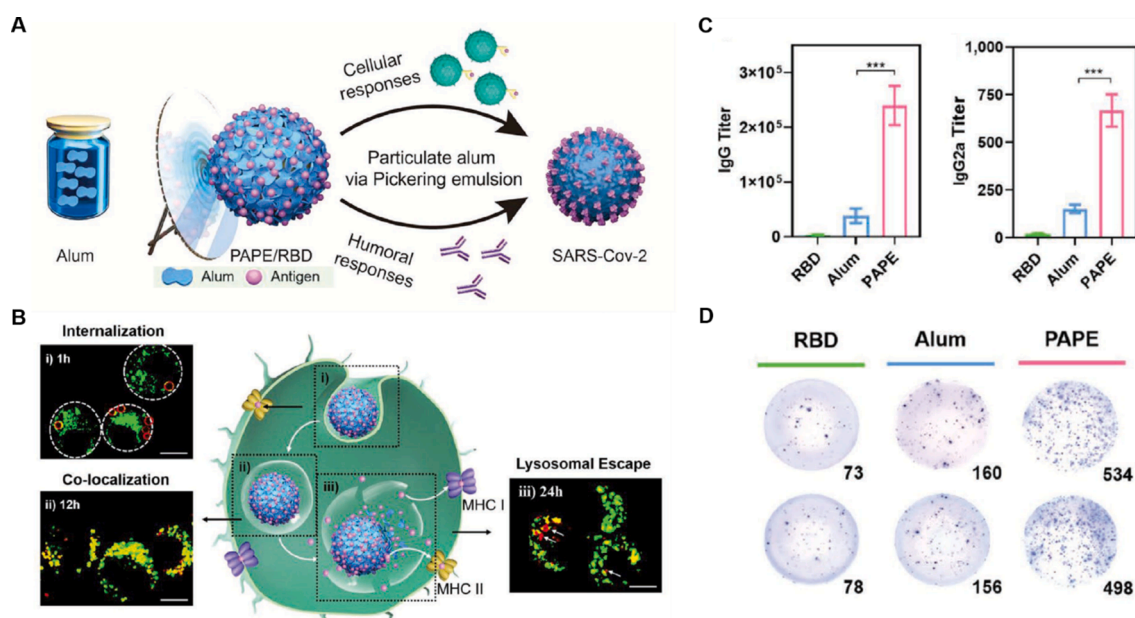 A
Cellular
responses
Particulate alum
via Pickering emulsion
Humoral
responses
Alum
PAPE/RBD
SARS-Cov-2
Alum
Antigen
B
Internalization
i) 1h
Co-localization
ii) 12h
i)
ii)
iii)
MHC I
MHC II
Lysosomal Escape
iii) 24h
C
IgG Titer
3×10⁵
2×10⁵
1×10⁵
0
***
RBD
Alum
PAPE
IgG2a Titer
1,000
750
500
250
0
***
RBD
Alum
PAPE
D
RBD Alum PAPE
73 160 534
78 156 498